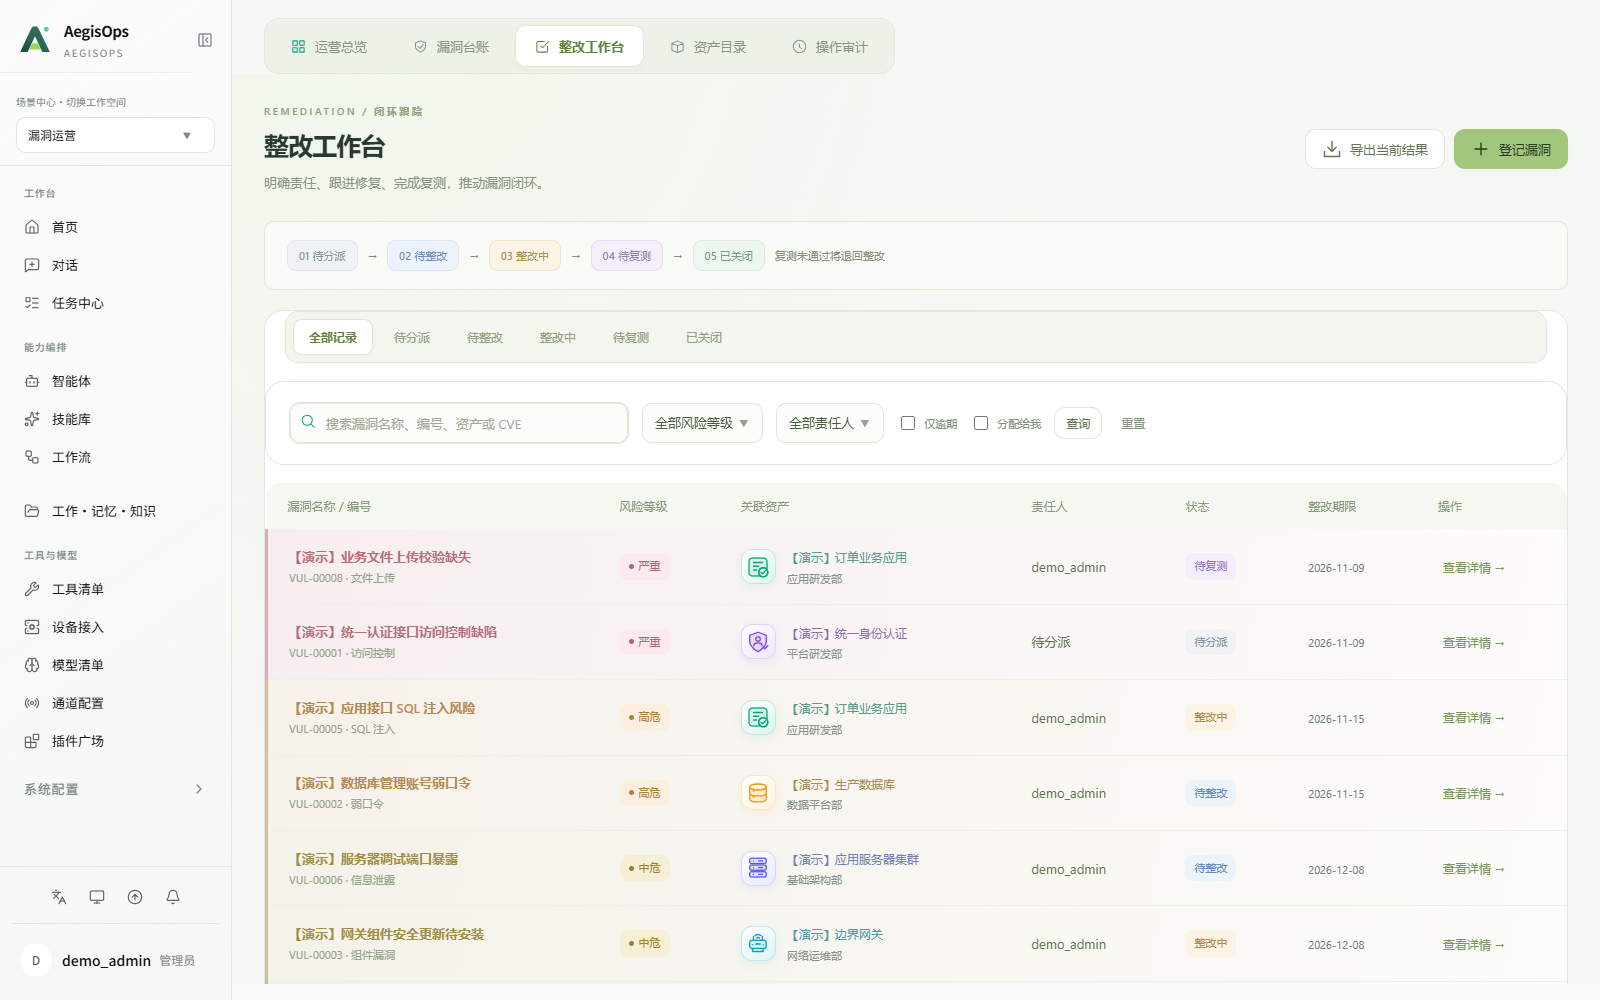 AegisOps
AEGISOPS
场景中心・切换工作空间
漏洞运营
工作台
首页
对话
任务中心
能力编排
智能体
技能库
工作流
工作・记忆・知识
工具与模型
工具清单
设备接入
模型清单
通道配置
插件广场
系统配置
D
demo_admin 管理员
运营总览 漏洞台账 整改工作台 资产目录 操作审计
REMEDIATION / 闭环跟踪
整改工作台
明确责任、跟进修复、完成复测，推动漏洞闭环。
导出当前结果
登记漏洞
01 待分派 → 02 待整改 → 03 整改中 → 04 待复测 → 05 已关闭 复测未通过将退回整改
全部记录 待分派 待整改 整改中 待复测 已关闭
搜索漏洞名称、编号、资产或 CVE 全部风险等级 ▼ 全部责任人 ▼ 仅逾期 分配给我 查询 重置
漏洞名称 / 编号 风险等级 关联资产 责任人 状态 整改期限 操作
【演示】业务文件上传校验缺失
VUL-00008 · 文件上传
严重
【演示】订单业务应用
应用研发部
demo_admin
待复测
2026-11-09
查看详情 →
【演示】统一认证接口访问控制缺陷
VUL-00001 · 访问控制
严重
【演示】统一身份认证
平台研发部
待分派
待分派
2026-11-09
查看详情 →
【演示】应用接口 SQL 注入风险
VUL-00005 · SQL 注入
高危
【演示】订单业务应用
应用研发部
demo_admin
整改中
2026-11-15
查看详情 →
【演示】数据库管理账号弱口令
VUL-00002 · 弱口令
高危
【演示】生产数据库
数据平台部
demo_admin
待整改
2026-11-15
查看详情 →
【演示】服务器调试端口暴露
VUL-00006 · 信息泄露
中危
【演示】应用服务器集群
基础架构部
demo_admin
待整改
2026-12-08
查看详情 →
【演示】网关组件安全更新待安装
VUL-00003 · 组件漏洞
中危
【演示】边界网关
网络运维部
demo_admin
整改中
2026-12-08
查看详情 →